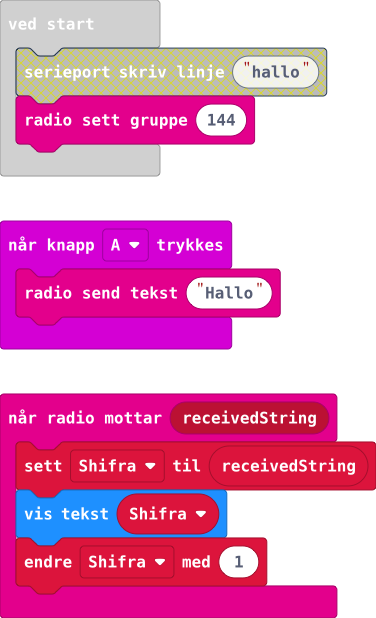 ved start
serieport skriv linje "hallo"
radio sett gruppe 144
når knapp A trykkes
radio send tekst "Hallo"
når radio mottar receivedString
sett Shifra til receivedString
vis tekst Shifra
endre Shifra med 1